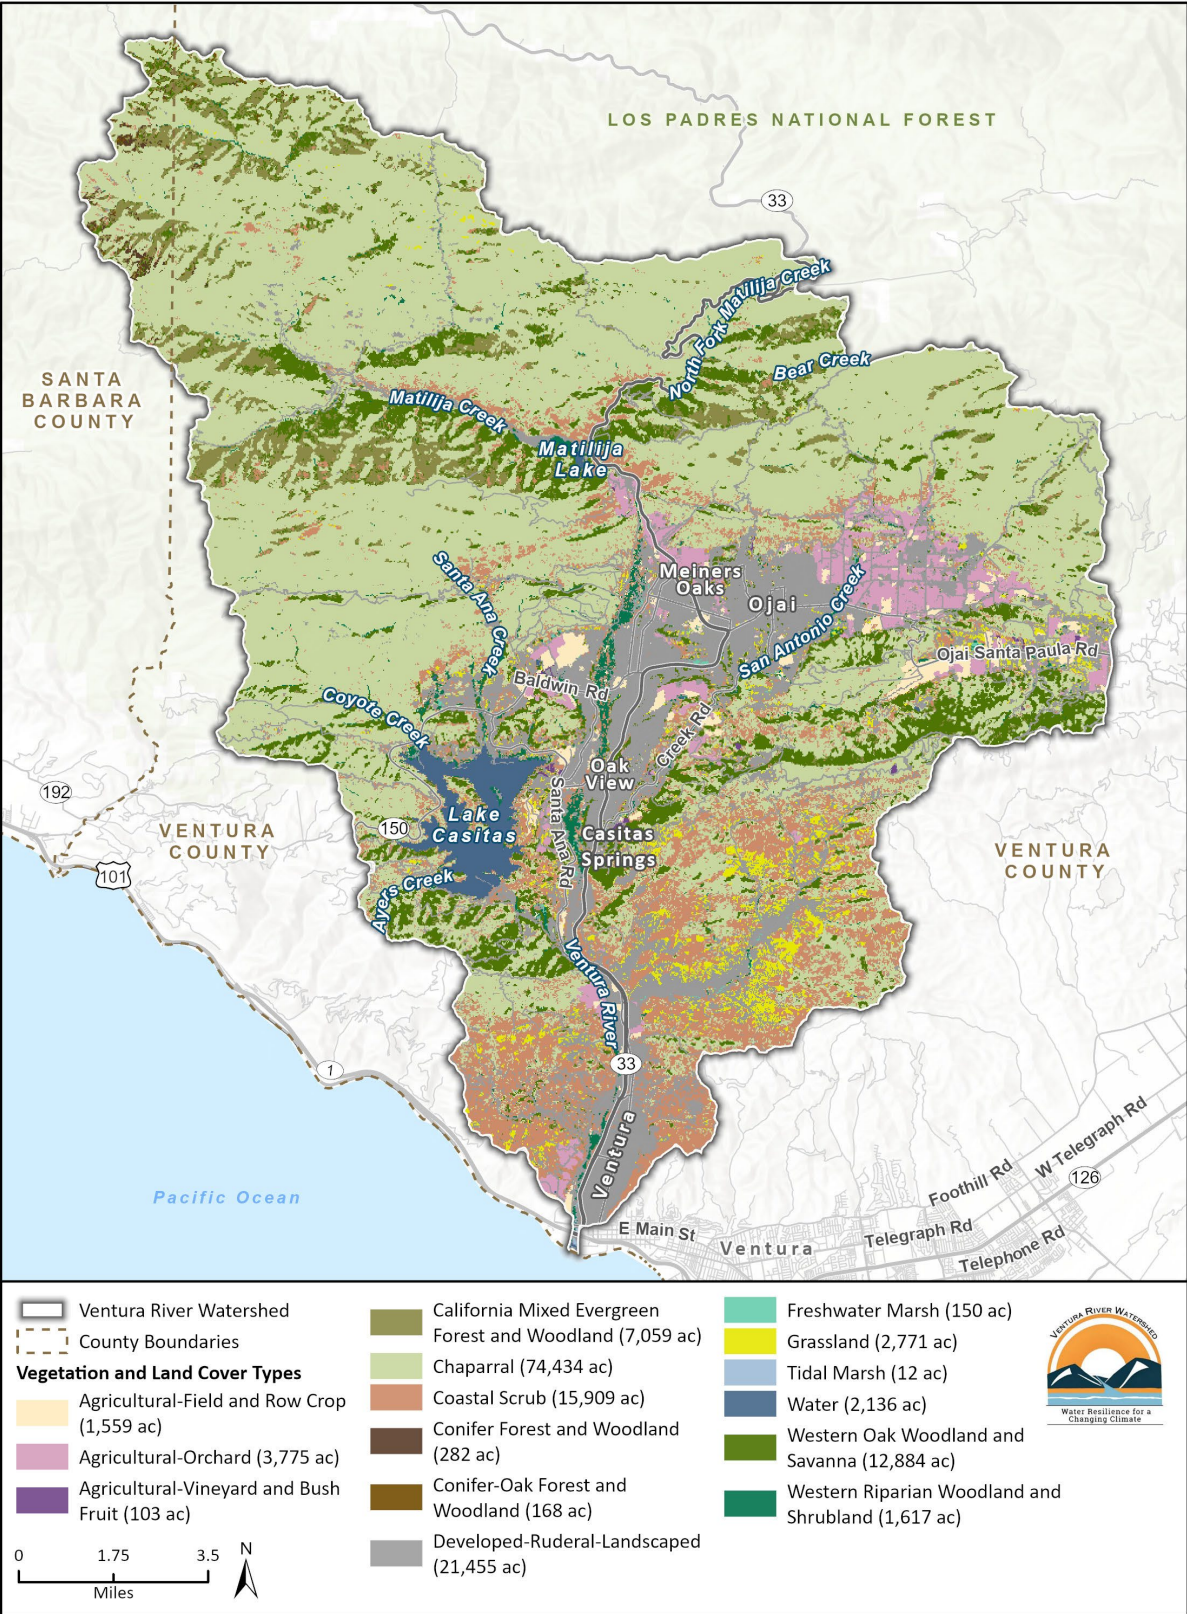 LOS PADRES NATIONAL FOREST
33
North Fork Matilija Creek
Bear Creek
SANTA
BARBARA
COUNTY
Matilija Creek
Matilija
Lake
Santa Ana Creek
Meiners
Oaks
Ojai
San Antonio Creek
Ojai Santa Paula Rd
Baldwin Rd
Coyote Creek
Creek Rd
Oak
View
192
VENTURA
COUNTY
150
Lake
Casitas
Santa Ana Rd
Casitas
Springs
VENTURA
COUNTY
101
Ayers Creek
Ventura River
33
1
Ventura
Pacific Ocean
W Telegraph Rd
126
Foothill Rd
Telegraph Rd
Telephone Rd
E Main St
Ventura
Ventura River Watershed
County Boundaries
Vegetation and Land Cover Types
Agricultural-Field and Row Crop
(1,559 ac)
Agricultural-Orchard (3,775 ac)
Agricultural-Vineyard and Bush
Fruit (103 ac)
0 1.75 3.5
Miles
N
California Mixed Evergreen
Forest and Woodland (7,059 ac)
Chaparral (74,434 ac)
Coastal Scrub (15,909 ac)
Conifer Forest and Woodland
(282 ac)
Conifer-Oak Forest and
Woodland (168 ac)
Developed-Ruderal-Landscaped
(21,455 ac)
Freshwater Marsh (150 ac)
Grassland (2,771 ac)
Tidal Marsh (12 ac)
Water (2,136 ac)
Western Oak Woodland and
Savanna (12,884 ac)
Western Riparian Woodland and
Shrubland (1,617 ac)
VENTURA RIVER WATERSHED
Water Resilience for a
Changing Climate